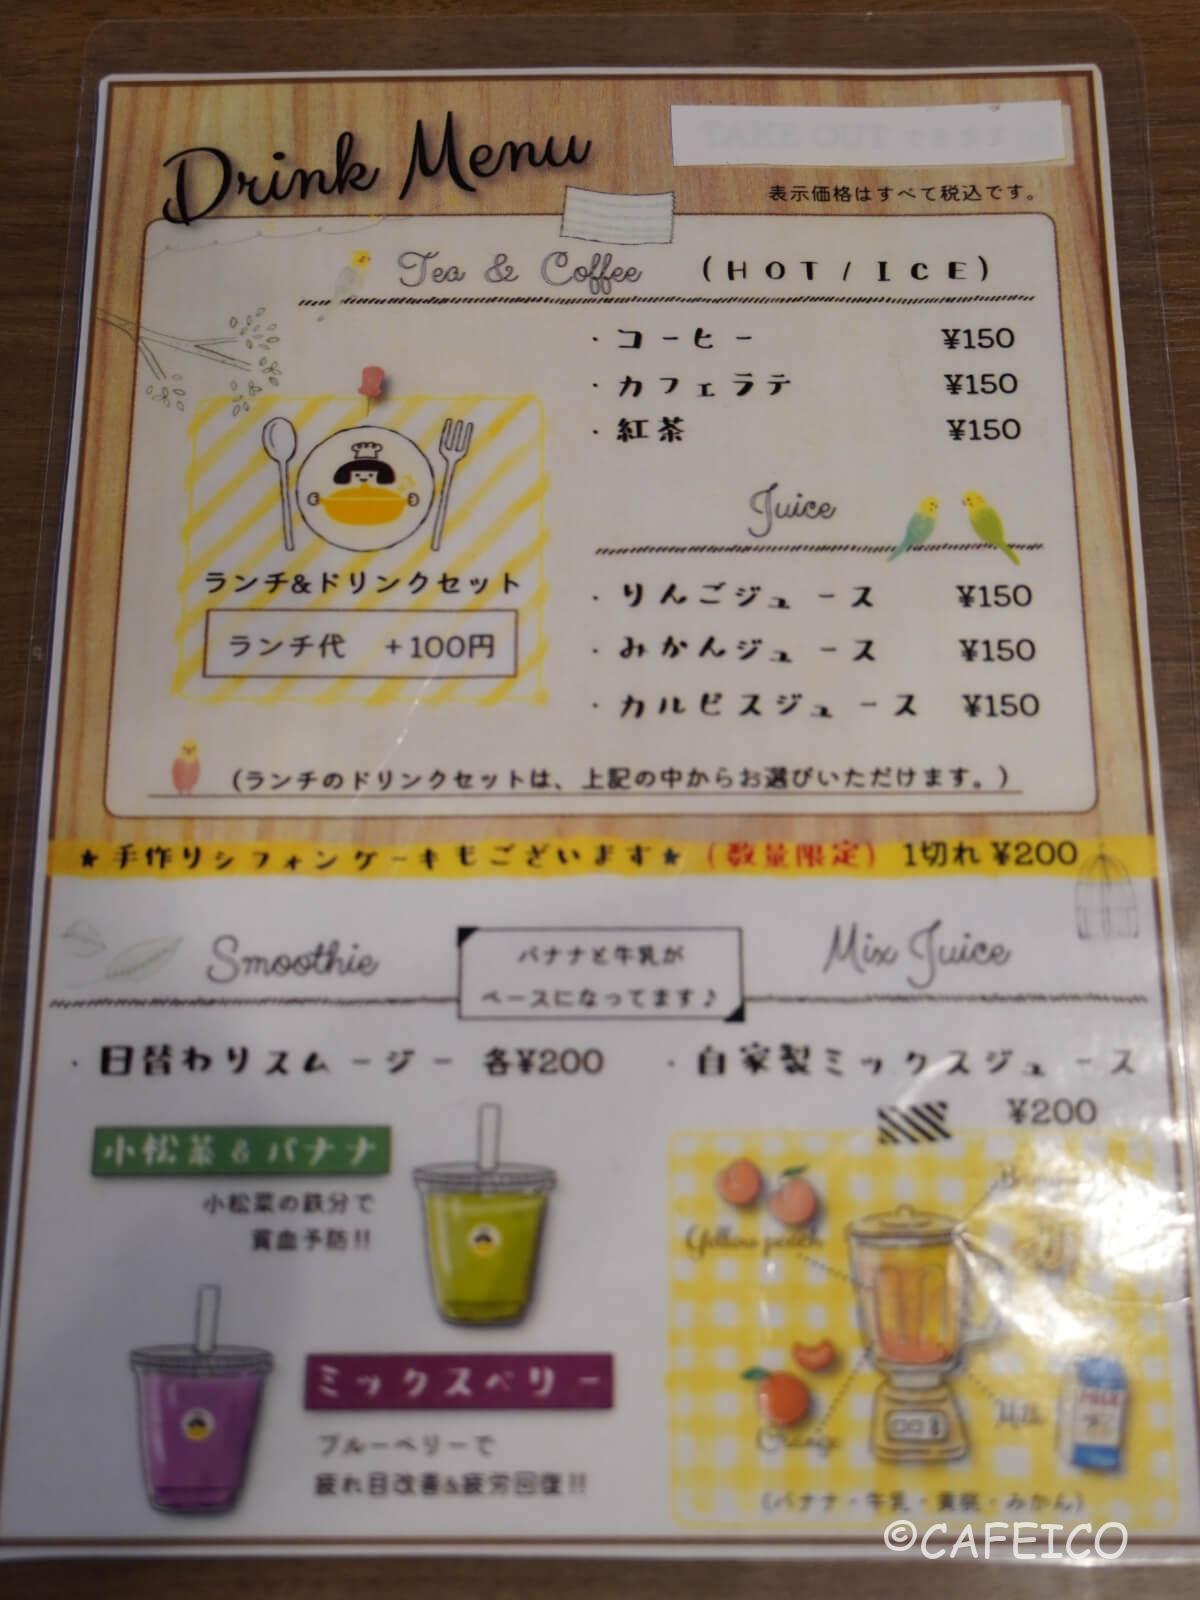 Drink Menu
表示価格はすべて税込です。
Tea & Coffee (HOT/ICE)
・コーヒー ¥150
・カフェラテ ¥150
・紅茶 ¥150
Juice
・りんごジュース ¥150
・みかんジュース ¥150
・カルピスジュース ¥150
ランチ&ドリンクセット
ランチ代 +100円
(ランチのドリンクセットは、上記の中からお選びいただけます。)
★手作りシフォンケーキもございます★ (数量限定) 1切れ ¥200
Smoothie
バナナと牛乳が
ベースになってます♪
Mix Juice
・日替わりスムージー 各¥200
小松菜&バナナ
小松菜の鉄分で
貧血予防!!
ミックスベリー
ブルーベリーで
疲れ目改善&疲労回復!!
・自家製ミックスジュース
¥200
Yellow peach
Orange
Milk
MILK
(バナナ・牛乳・黄桃・みかん)
©CAFEICO